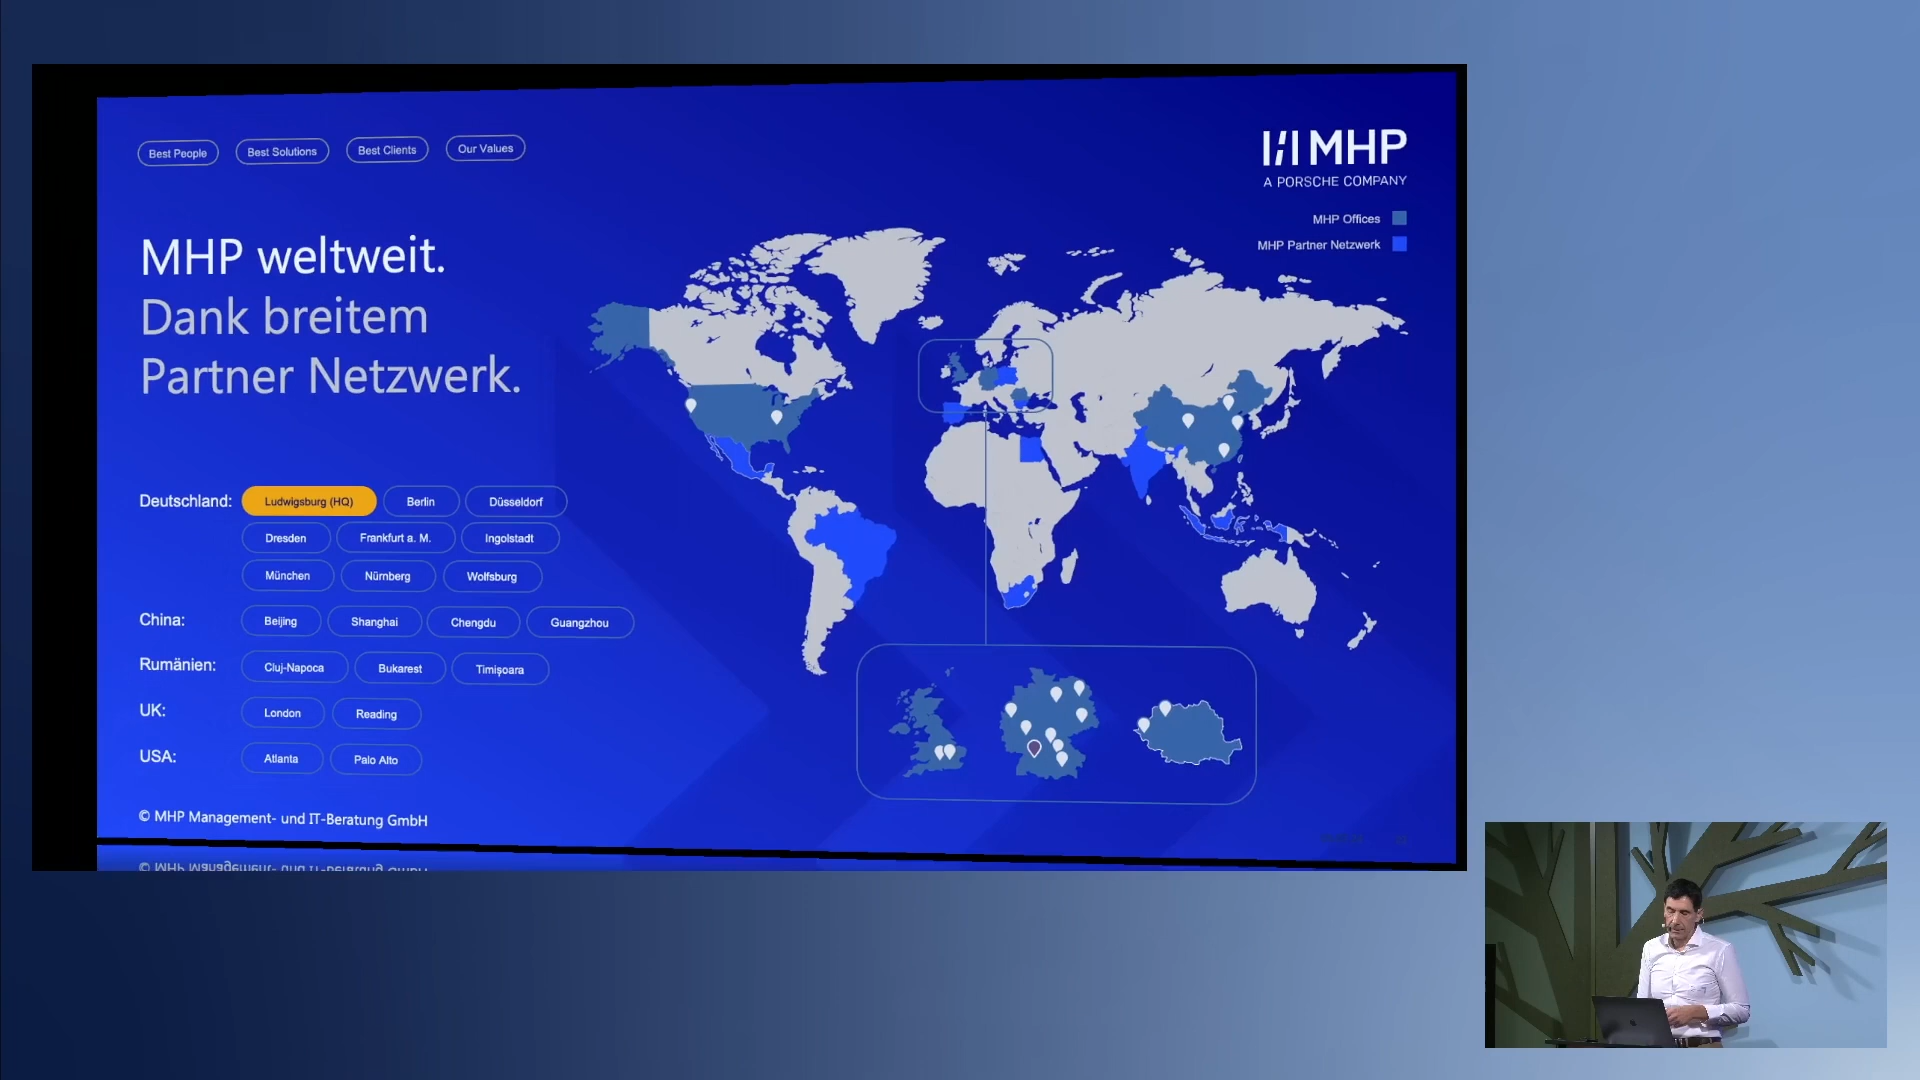 Best People
Best Solutions
Best Clients
Our Values
MHP
A PORSCHE COMPANY
MHP Offices
MHP Partner Netzwerk
MHP weltweit.
Dank breitem
Partner Netzwerk.
Deutschland: Ludwigsburg (HQ) Berlin Düsseldorf
Dresden Frankfurt a. M. Ingolstadt
München Nürnberg Wolfsburg
China: Beijing Shanghai Chengdu Guangzhou
Rumänien: Cluj-Napoca Bukarest Timișoara
UK: London Reading
USA: Atlanta Palo Alto
© MHP Management- und IT-Beratung GmbH